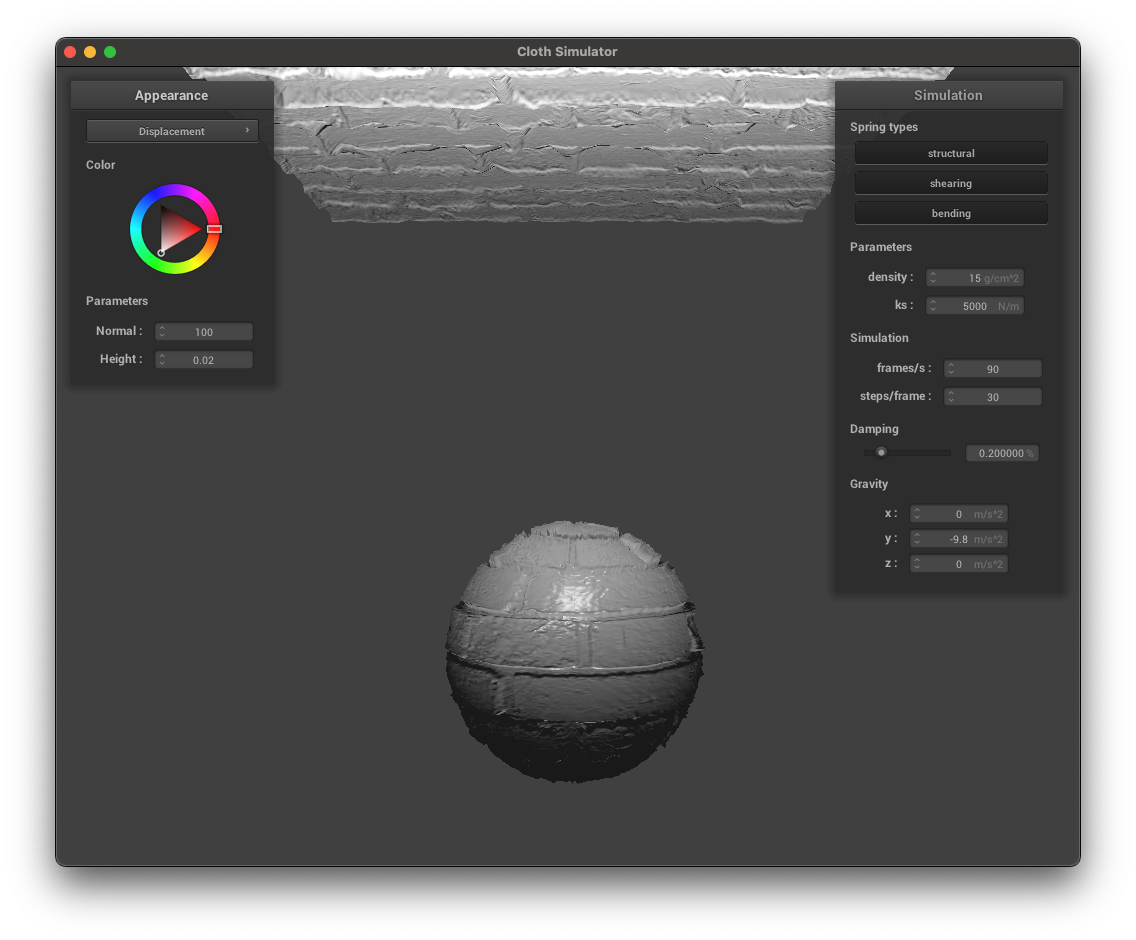 Cloth Simulator
Appearance
Displacement
Color
Parameters
Normal : 100
Height : 0.02
Simulation
Spring types
structural
shearing
bending
Parameters
density : 15 g/cm^2
ks : 5000 N/m
Simulation
frames/s : 90
steps/frame : 30
Damping
0.200000 %
Gravity
x : 0 m/s^2
y : -9.8 m/s^2
z : 0 m/s^2